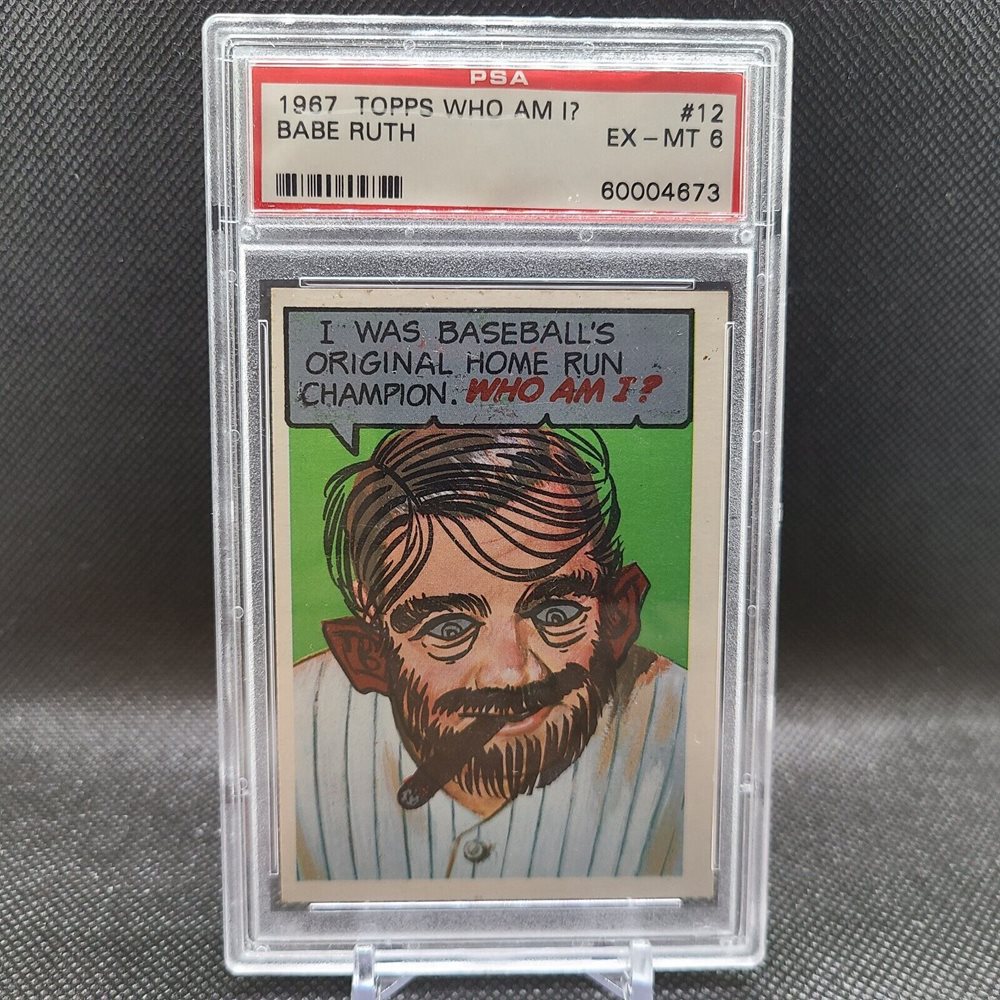 PSA
1967 TOPPS WHO AM I? #12
BABE RUTH EX-MT 6
60004673
I WAS BASEBALL'S
ORIGINAL HOME RUN
CHAMPION. WHO AM I?